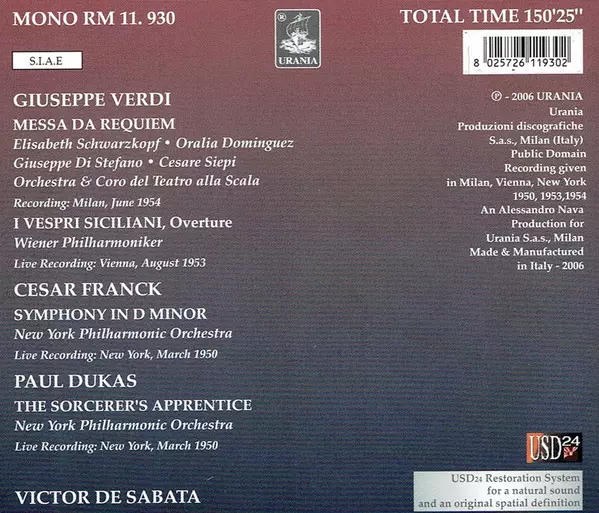 MONO RM 11. 930
®
URANIA
TOTAL TIME 150'25"
S.I.A.E
8 025726 119302
GIUSEPPE VERDI
MESSA DA REQUIEM
Elisabeth Schwarzkopf • Oralia Dominguez
Giuseppe Di Stefano • Cesare Siepi
Orchestra & Coro del Teatro alla Scala
Recording: Milan, June 1954
I VESPRI SICILIANI, Overture
Wiener Philharmoniker
Live Recording: Vienna, August 1953
CESAR FRANCK
SYMPHONY IN D MINOR
New York Philharmonic Orchestra
Live Recording: New York, March 1950
PAUL DUKAS
THE SORCERER'S APPRENTICE
New York Philharmonic Orchestra
Live Recording: New York, March 1950
VICTOR DE SABATA
℗ - 2006 URANIA
Urania
Produzioni discografiche
S.a.s., Milan (Italy)
Public Domain
Recording given
in Milan, Vienna, New York
1950, 1953,1954
An Alessandro Nava
Production for
Urania S.a.s., Milan
Made & Manufactured
in Italy - 2006
USD24
USD24 Restoration System
for a natural sound
and an original spatial definition